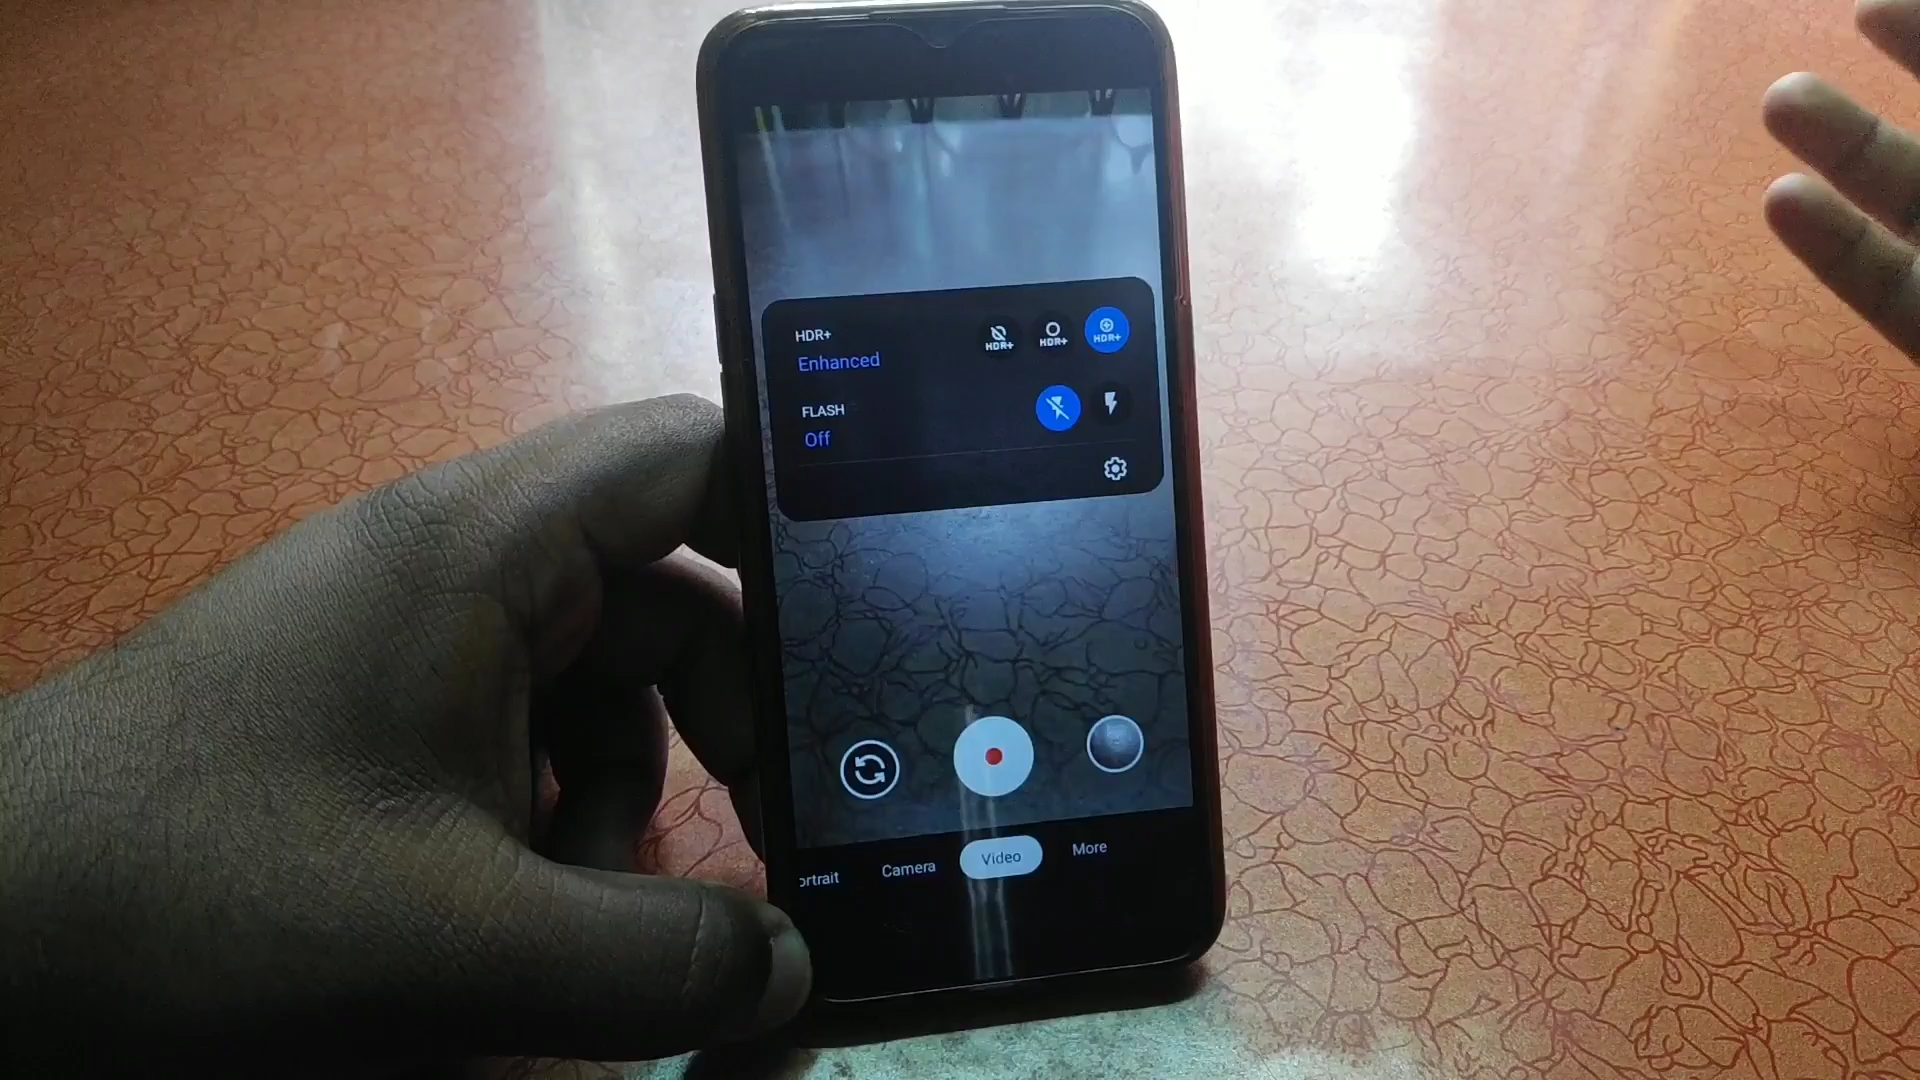 HDR+
Enhanced
HDR+
HDR+
HDR+
FLASH
Off
ortrait
Camera
Video
More